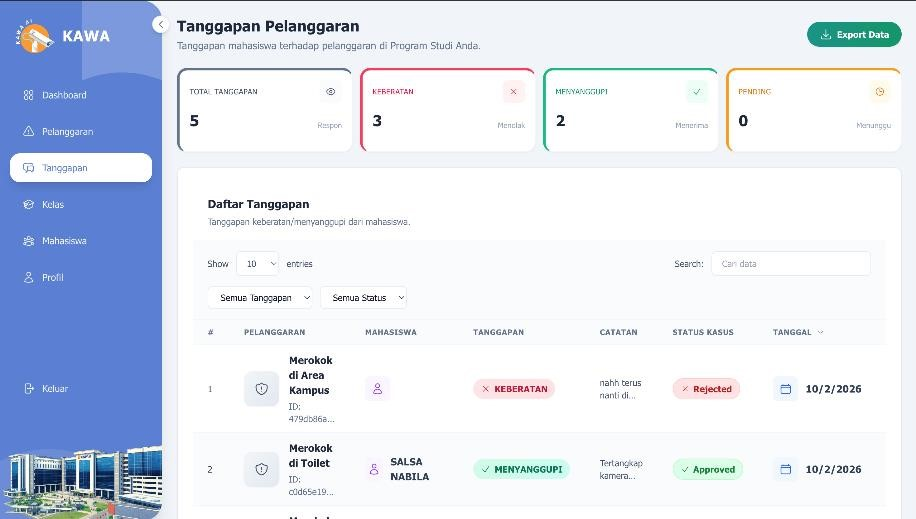 KAWA AI
KAWA
Dashboard
Pelanggaran
Tanggapan
Kelas
Mahasiswa
Profil
Keluar
Tanggapan Pelanggaran
Tanggapan mahasiswa terhadap pelanggaran di Program Studi Anda.
Export Data
TOTAL TANGGAPAN
5
Respon
KEBERATAN
3
Menolak
MENYANGGUPI
2
Menerima
PENDING
0
Menunggu
Daftar Tanggapan
Tanggapan keberatan/menyanggupi dari mahasiswa.
Show 10 entries
Search: Cari data
Semua Tanggapan Semua Status
# PELANGGARAN MAHASISWA TANGGAPAN CATATAN STATUS KASUS TANGGAL
1
Merokok
di Area
Kampus
ID:
479db86a...
KEBERATAN
nahh terus
nanti di...
Rejected
10/2/2026
2
Merokok
di Toilet
ID:
c0d65e19...
SALSA
NABILA
MENYANGGUPI
Tertangkap
kamera...
Approved
10/2/2026